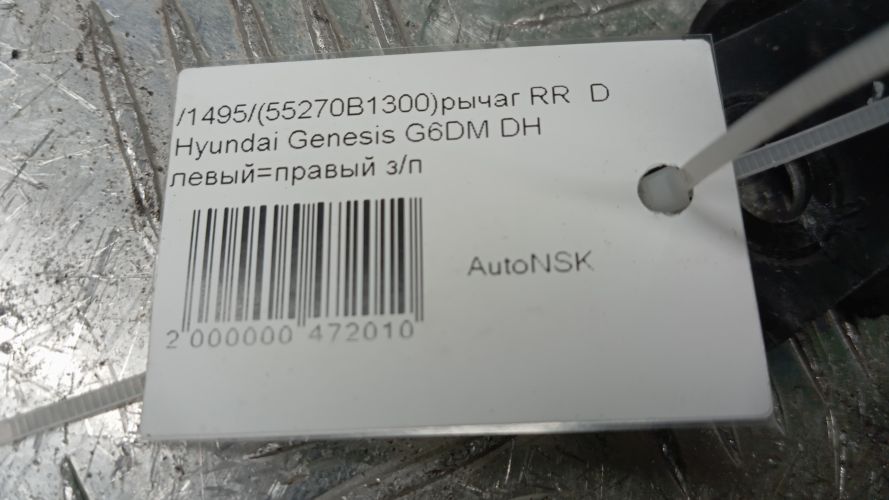 /1495/(55270B1300)рычаг RR D
Hyundai Genesis G6DM DH
левый=правый з/п
AutoNSK
2 000000 472010